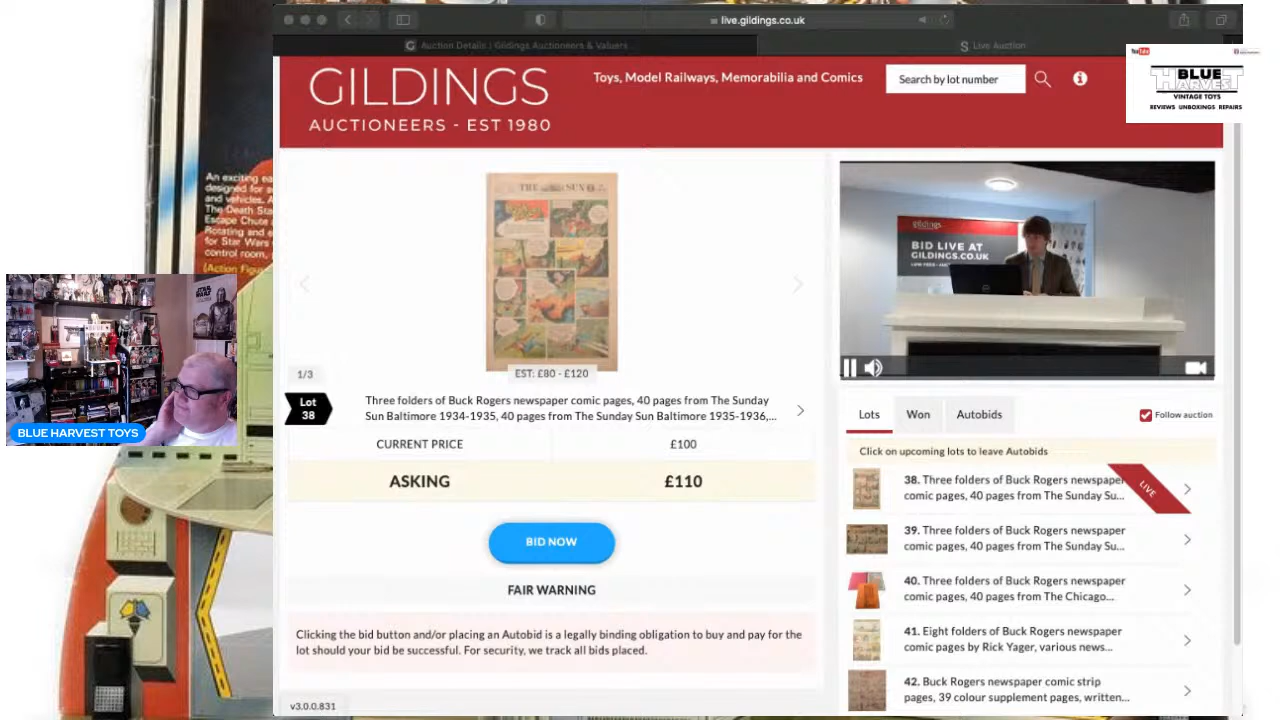 live.gildings.co.uk
Auction Details : Gildings Auctioneers & Valuers
Live Auction
GILDINGS
AUCTIONEERS - EST 1980
Toys, Model Railways, Memorabilia and Comics
Search by lot number
YouTube
BLUE
HARVEST
VINTAGE TOYS
REVIEWS UNBOXINGS REPAIRS
An exciting
designed for
and vehicles. A
The Death Star
Escape Chute
Rotating and
for Star Wars
control room,
BLUE HARVEST TOYS
THE SUN
EST: £80 - £120
1/3
Lot
38
Three folders of Buck Rogers newspaper comic pages, 40 pages from The Sunday
Sun Baltimore 1934-1935, 40 pages from The Sunday Sun Baltimore 1935-1936,...
CURRENT PRICE £100
ASKING £110
BID NOW
FAIR WARNING
Clicking the bid button and/or placing an Autobid is a legally binding obligation to buy and pay for the
lot should your bid be successful. For security, we track all bids placed.
v3.0.0.831
gildings
BID LIVE AT
GILDINGS.CO.UK
Lots Won Autobids
Follow auction
Click on upcoming lots to leave Autobids
38. Three folders of Buck Rogers newspaper
comic pages, 40 pages from The Sunday Su...
LIVE
39. Three folders of Buck Rogers newspaper
comic pages, 40 pages from The Sunday Su...
40. Three folders of Buck Rogers newspaper
comic pages, 40 pages from The Chicago...
41. Eight folders of Buck Rogers newspaper
comic pages by Rick Yager, various news...
42. Buck Rogers newspaper comic strip
pages, 39 colour supplement pages, written...